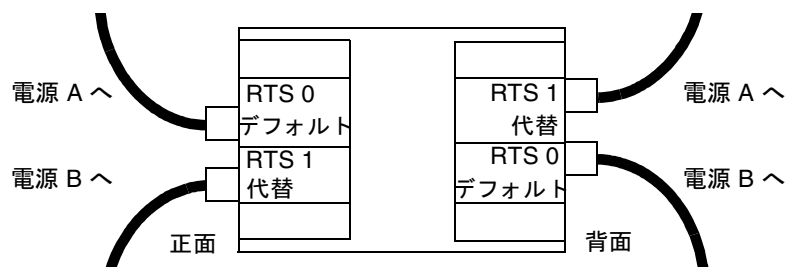 電源 A へ
RTS 0
デフォルト
RTS 1
代替
電源 A へ
電源 B へ
RTS 1
代替
RTS 0
デフォルト
電源 B へ
正面
背面